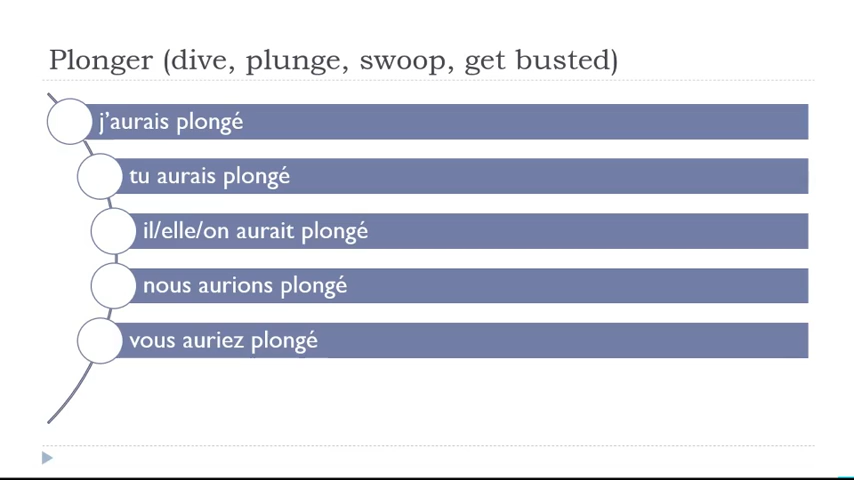 Plonger (dive, plunge, swoop, get busted)
j’aurais plongé
tu aurais plongé
il/elle/on aurait plongé
nous aurions plongé
vous auriez plongé